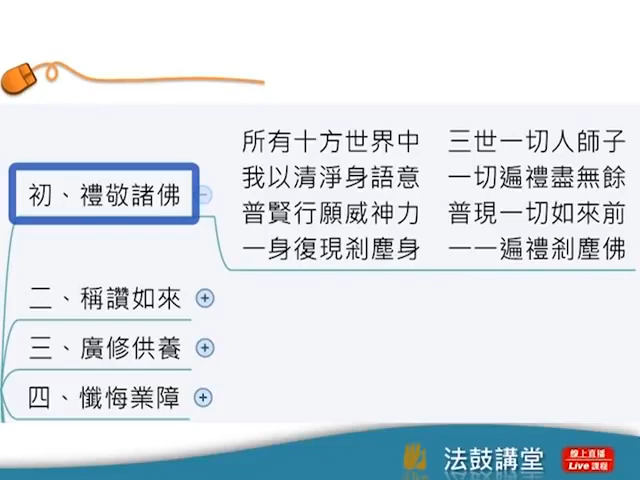 初、禮敬諸佛
所有十方世界中 三世一切人師子
我以清淨身語意 一切遍禮盡無餘
普賢行願威神力 普現一切如來前
一身復現剎塵身 一一遍禮剎塵佛
二、稱讚如來
三、廣修供養
四、懺悔業障
法鼓講堂
線上直播
Live 課程